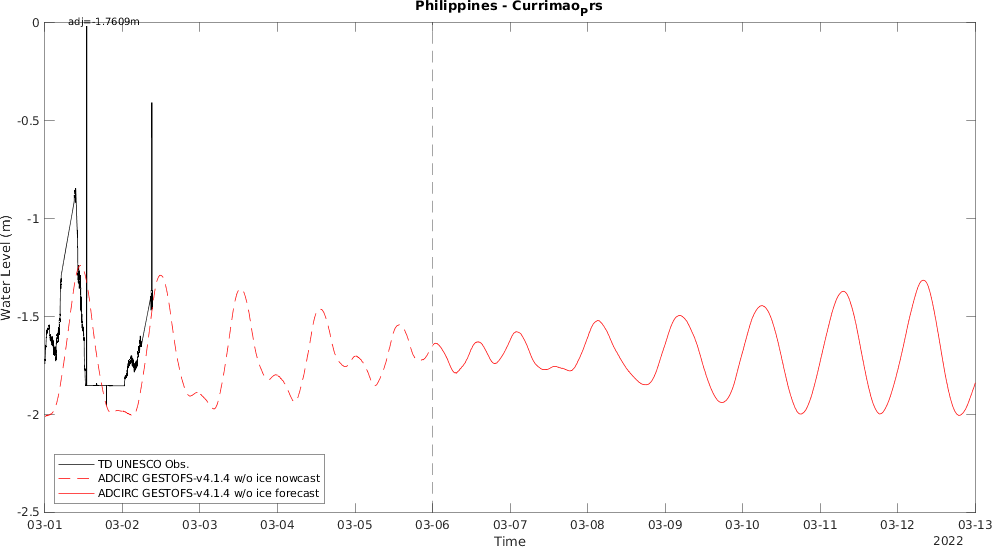 Philippines - Currimao_prs
adj=-1.7609m
0
-0.5
-1
-1.5
-2
-2.5
Water Level (m)
TD UNESCO Obs.
ADCIRC GESTOFS-v4.1.4 w/o ice nowcast
ADCIRC GESTOFS-v4.1.4 w/o ice forecast
03-01 03-02 03-03 03-04 03-05 03-06 03-07 03-08 03-09 03-10 03-11 03-12 03-13
Time
2022